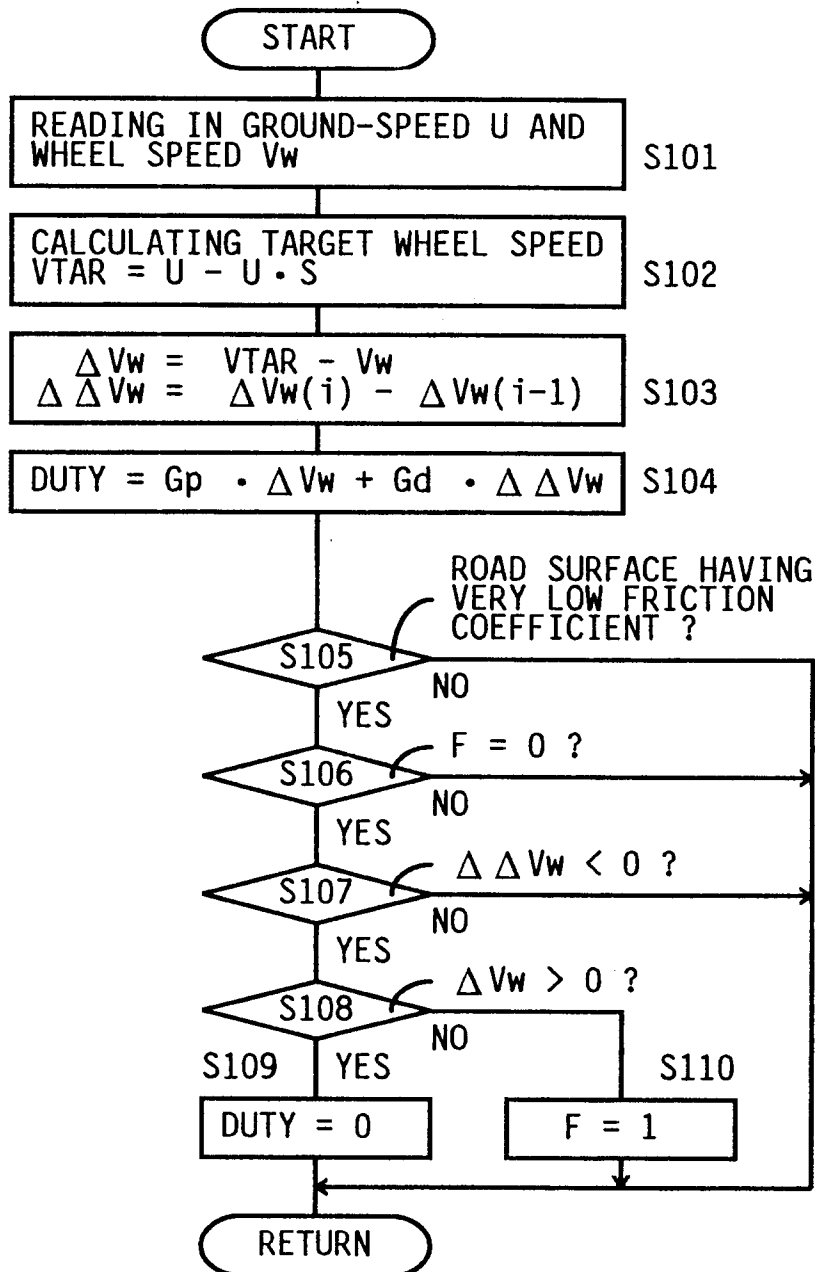 START
READING IN GROUND-SPEED U AND
WHEEL SPEED Vw
S101
CALCULATING TARGET WHEEL SPEED
VTAR = U - U · S
S102
Δ Vw = VTAR - Vw
Δ Δ Vw = Δ Vw(i) - Δ Vw(i-1)
S103
DUTY = Gp · Δ Vw + Gd · Δ Δ Vw
S104
ROAD SURFACE HAVING
VERY LOW FRICTION
COEFFICIENT ?
S105
NO
YES
F = 0 ?
S106
NO
YES
Δ Δ Vw < 0 ?
S107
NO
YES
Δ Vw > 0 ?
S108
NO
S109
YES
S110
DUTY = 0
F = 1
RETURN